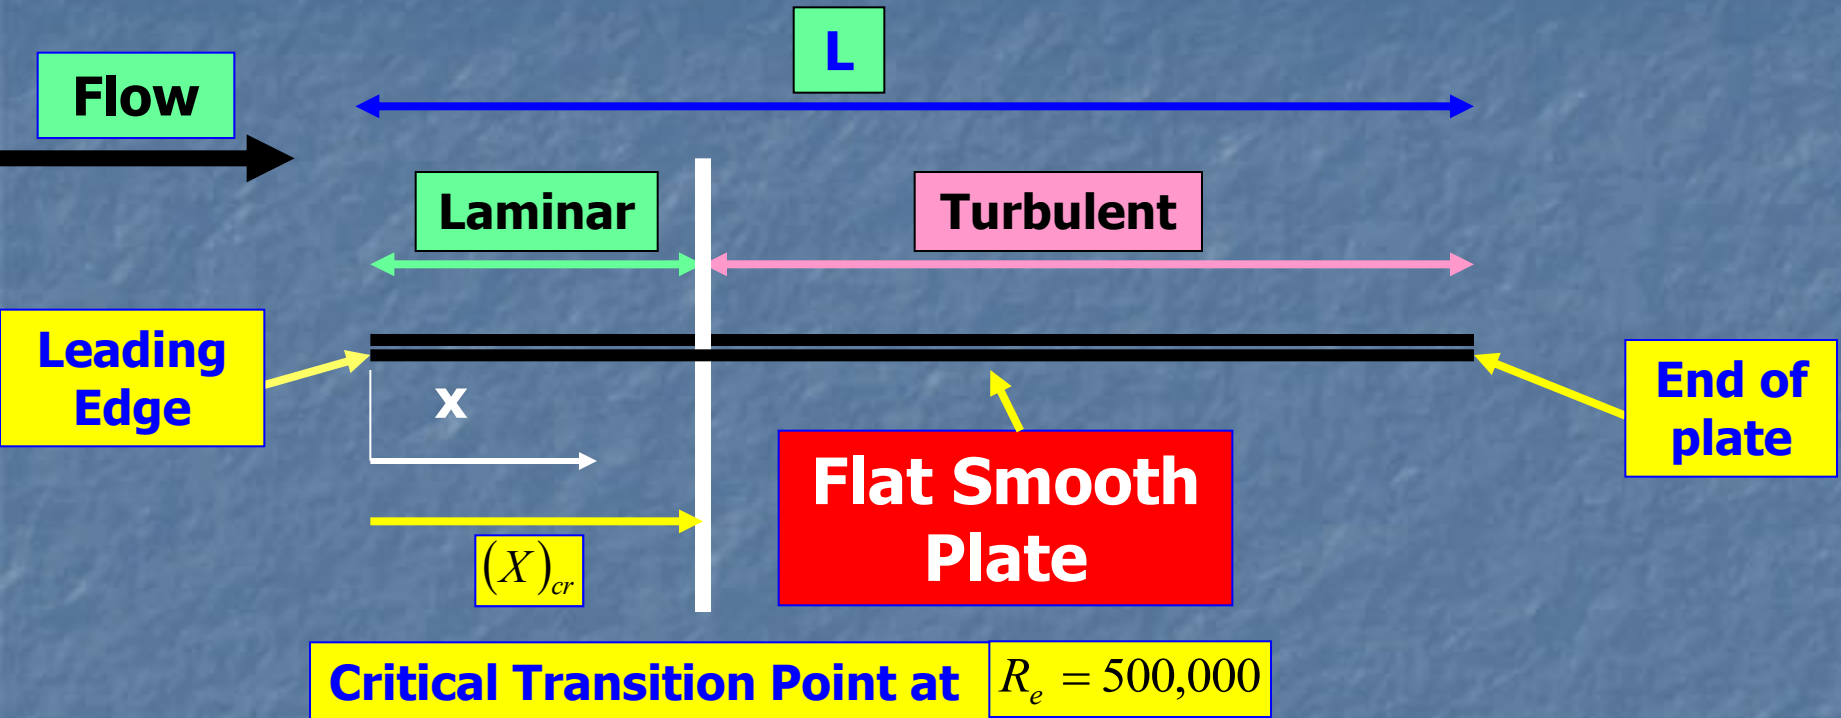 L
Flow
Laminar
Turbulent
Leading
Edge
x
End of
plate
Flat Smooth
Plate
(X)cr
Critical Transition Point at Re = 500,000